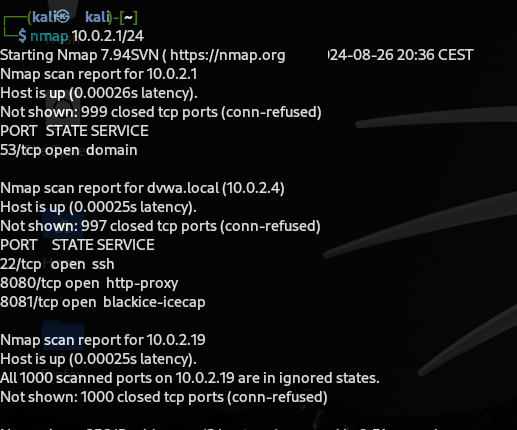 (kali㉿ kali)-[~]
$ nmap 10.0.2.1/24
Starting Nmap 7.94SVN ( https://nmap.org 24-08-26 20:36 CEST
Nmap scan report for 10.0.2.1
Host is up (0.00026s latency).
Not shown: 999 closed tcp ports (conn-refused)
PORT STATE SERVICE
53/tcp open domain
Nmap scan report for dvwa.local (10.0.2.4)
Host is up (0.00025s latency).
Not shown: 997 closed tcp ports (conn-refused)
PORT STATE SERVICE
22/tcp open ssh
8080/tcp open http-proxy
8081/tcp open blackice-icecap
Nmap scan report for 10.0.2.19
Host is up (0.00025s latency).
All 1000 scanned ports on 10.0.2.19 are in ignored states.
Not shown: 1000 closed tcp ports (conn-refused)